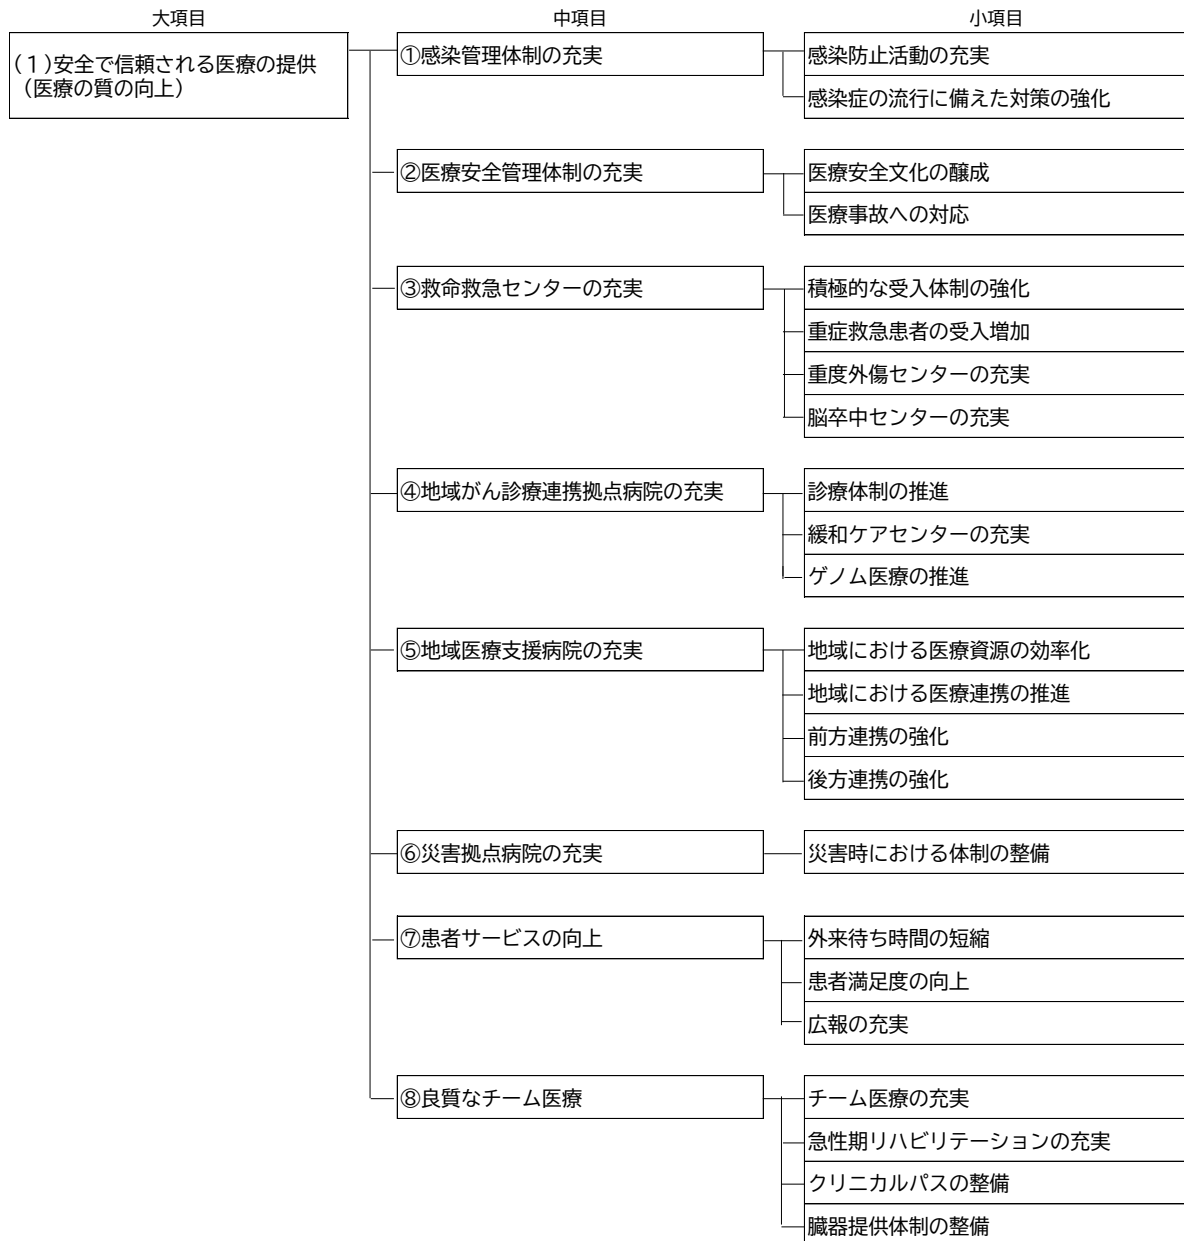 大項目
中項目
小項目
(１)安全で信頼される医療の提供
（医療の質の向上）
①感染管理体制の充実
感染防止活動の充実
感染症の流行に備えた対策の強化
②医療安全管理体制の充実
医療安全文化の醸成
医療事故への対応
③救命救急センターの充実
積極的な受入体制の強化
重症救急患者の受入増加
重度外傷センターの充実
脳卒中センターの充実
④地域がん診療連携拠点病院の充実
診療体制の推進
緩和ケアセンターの充実
ゲノム医療の推進
⑤地域医療支援病院の充実
地域における医療資源の効率化
地域における医療連携の推進
前方連携の強化
後方連携の強化
⑥災害拠点病院の充実
災害時における体制の整備
⑦患者サービスの向上
外来待ち時間の短縮
患者満足度の向上
広報の充実
⑧良質なチーム医療
チーム医療の充実
急性期リハビリテーションの充実
クリニカルパスの整備
臓器提供体制の整備